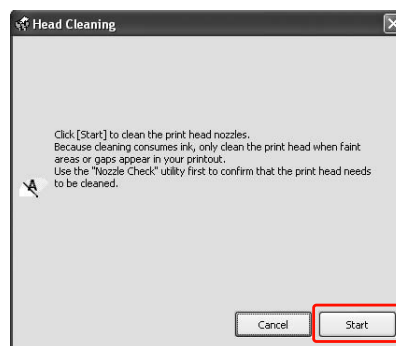 Head Cleaning
Click [Start] to clean the print head nozzles.
Because cleaning consumes ink, only clean the print head when faint
areas or gaps appear in your printout.
Use the "Nozzle Check" utility first to confirm that the print head needs
to be cleaned.
A
Cancel
Start